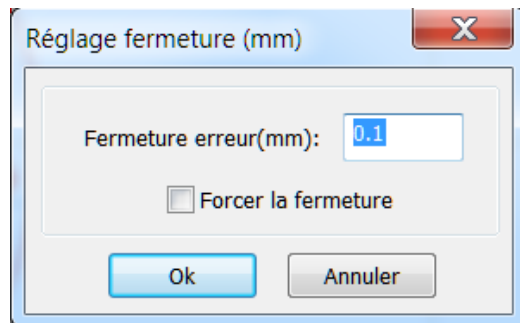 Réglage fermeture (mm)
Fermeture erreur(mm): 0.1
Forcer la fermeture
Ok Annuler